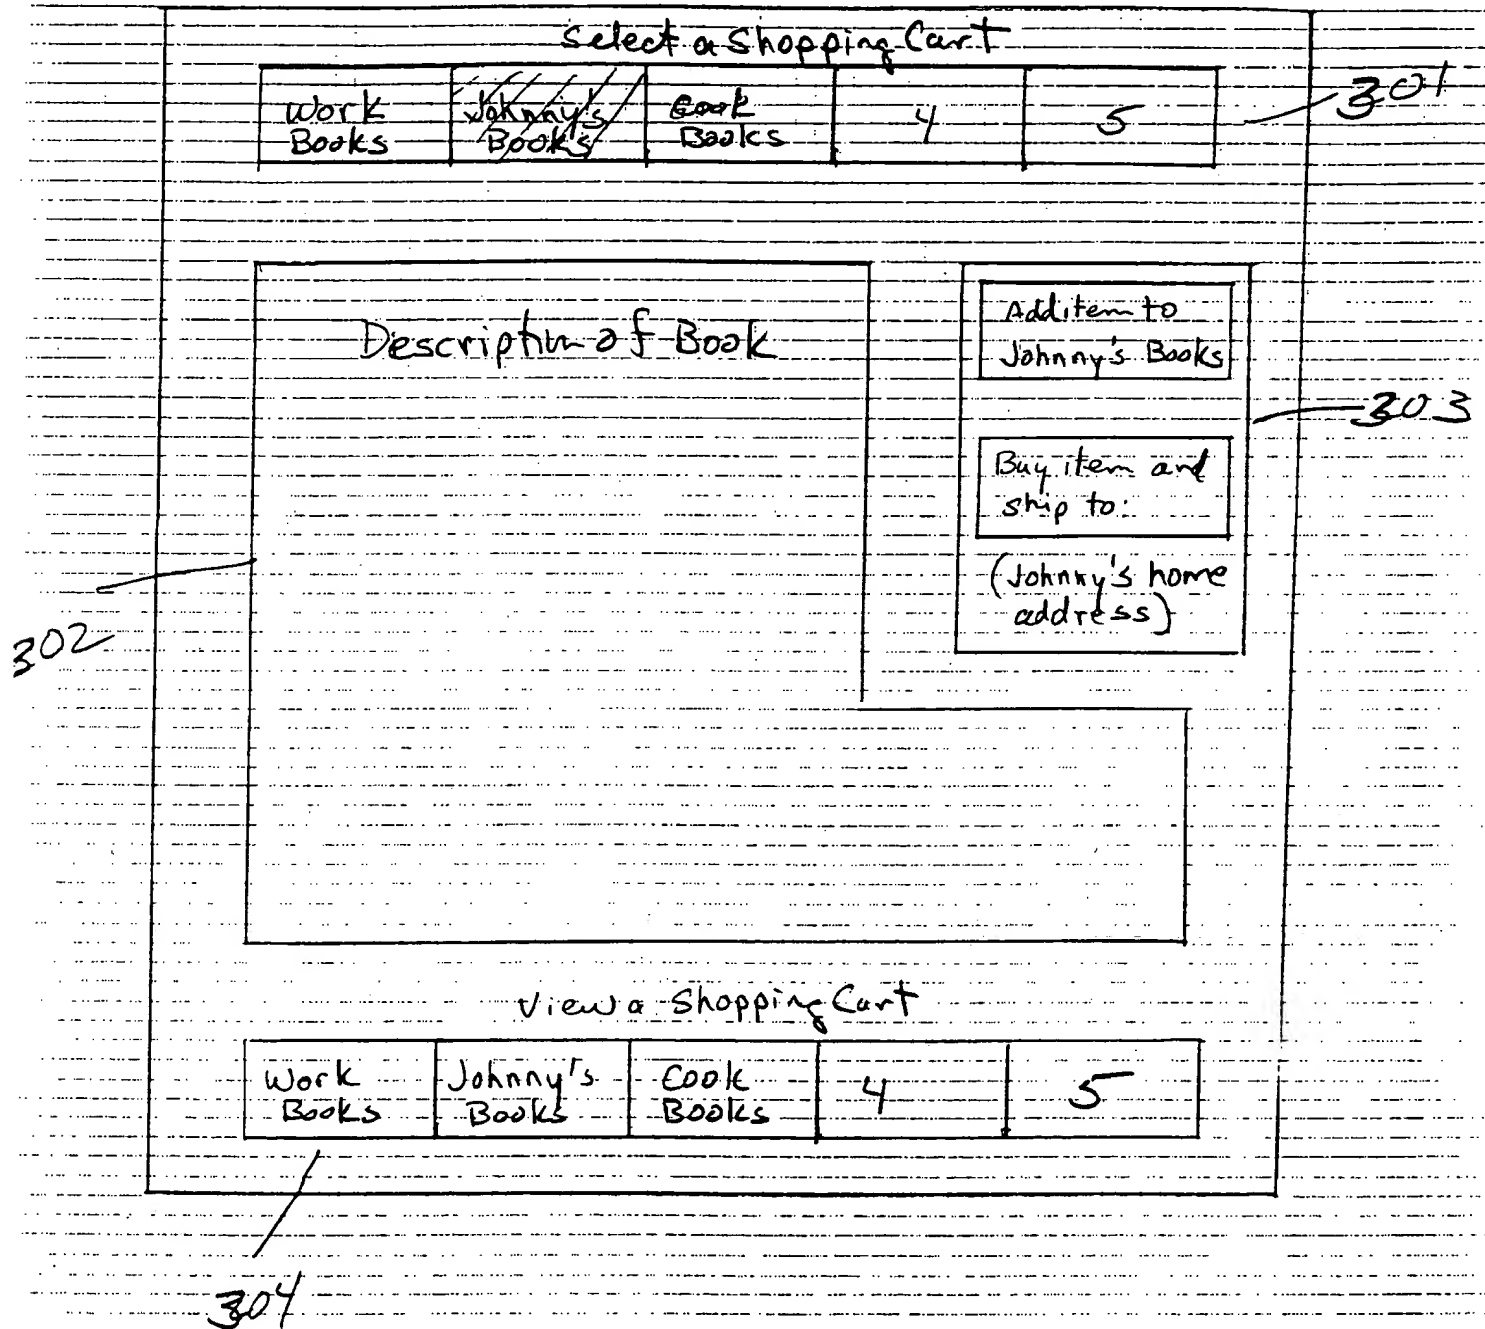 Select a Shopping Cart
Work
Books
Johnny's
Books
Cook
Books
4
5
301
Description of Book
Add item to
Johnny's Books
303
Buy item and
ship to:
(Johnny's home
address)
302
View a Shopping Cart
Work
Books
Johnny's
Books
Cook
Books
4
5
304